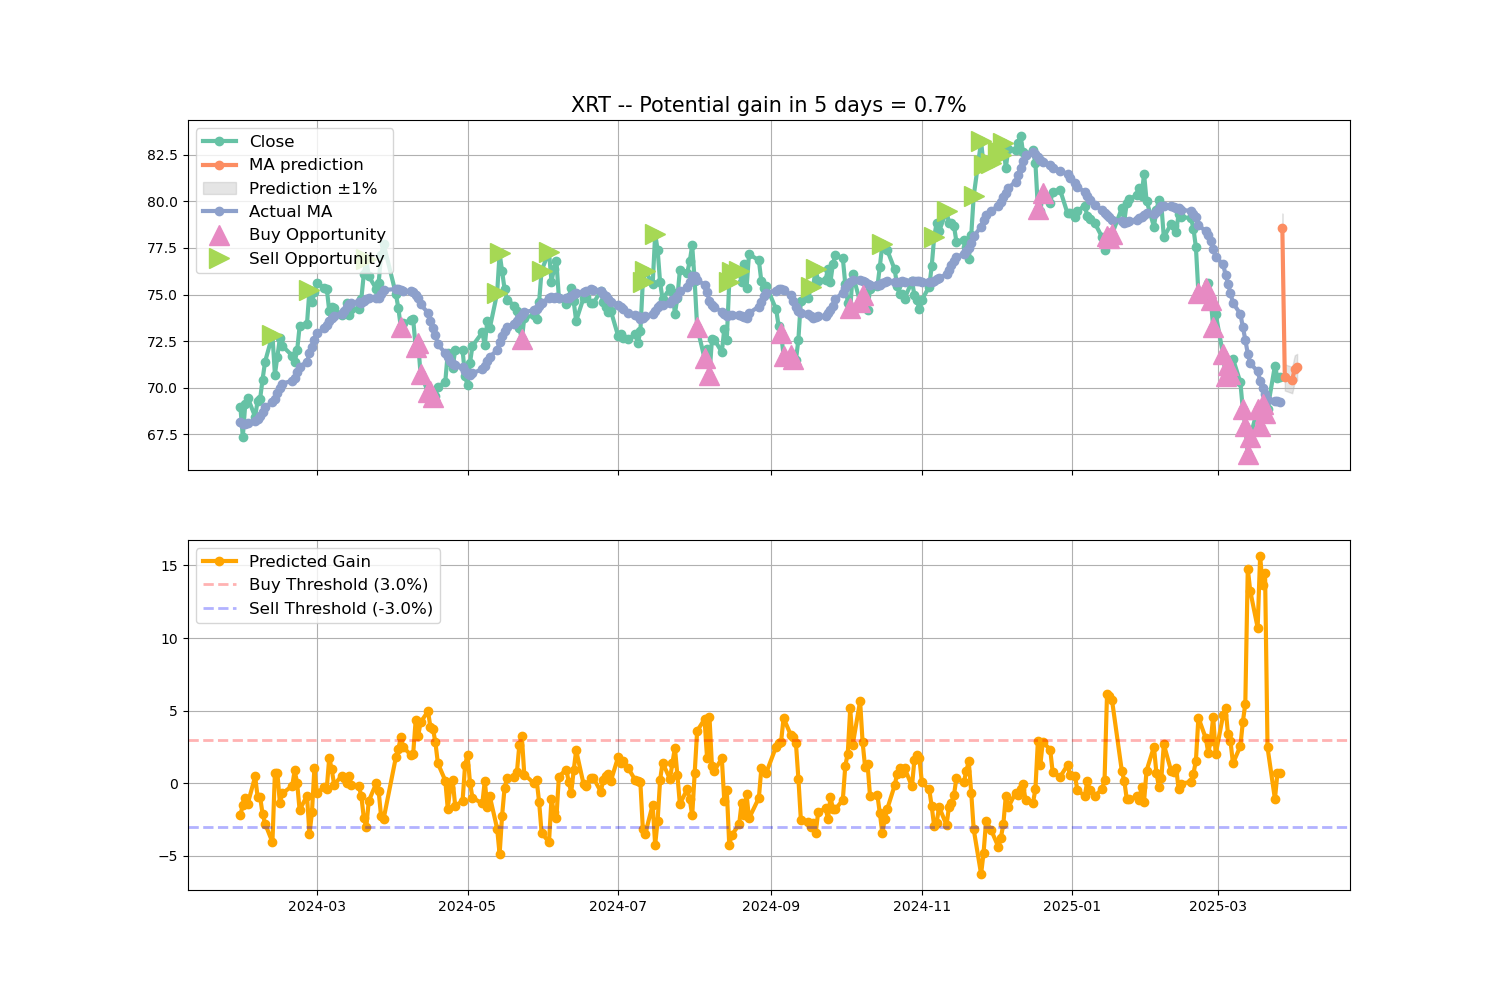 XRT -- Potential gain in 5 days = 0.7%
82.5
80.0
77.5
75.0
72.5
70.0
67.5
Close
MA prediction
Prediction ±1%
Actual MA
Buy Opportunity
Sell Opportunity
15
10
5
0
−5
Predicted Gain
Buy Threshold (3.0%)
Sell Threshold (-3.0%)
2024-03
2024-05
2024-07
2024-09
2024-11
2025-01
2025-03